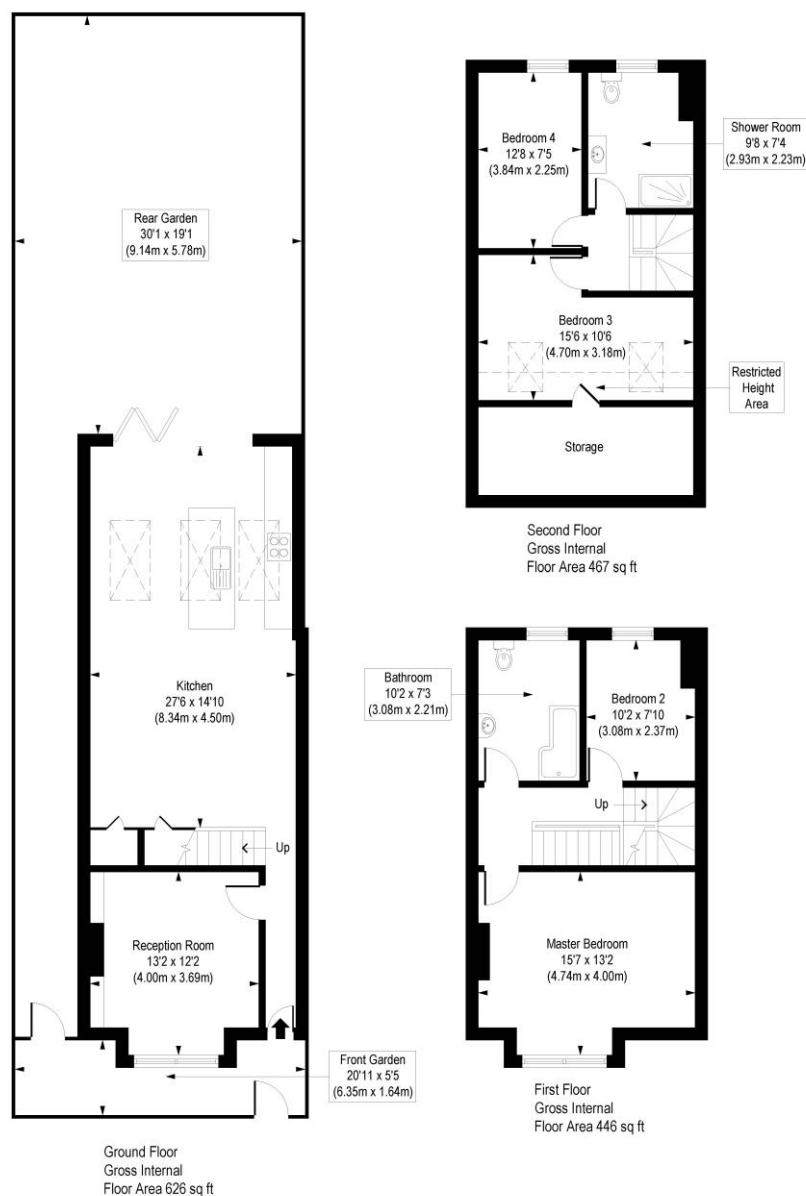 Rear Garden
30'1 x 19'1
(9.14m x 5.78m)
Kitchen
27'6 x 14'10
(8.34m x 4.50m)
Up
Reception Room
13'2 x 12'2
(4.00m x 3.69m)
Front Garden
20'11 x 5'5
(6.35m x 1.64m)
Ground Floor
Gross Internal
Floor Area 626 sq ft
Bedroom 4
12'8 x 7'5
(3.84m x 2.25m)
Shower Room
9'8 x 7'4
(2.93m x 2.23m)
Bedroom 3
15'6 x 10'6
(4.70m x 3.18m)
Restricted
Height
Area
Storage
Second Floor
Gross Internal
Floor Area 467 sq ft
Bathroom
10'2 x 7'3
(3.08m x 2.21m)
Bedroom 2
10'2 x 7'10
(3.08m x 2.37m)
Up
Master Bedroom
15'7 x 13'2
(4.74m x 4.00m)
First Floor
Gross Internal
Floor Area 446 sq ft